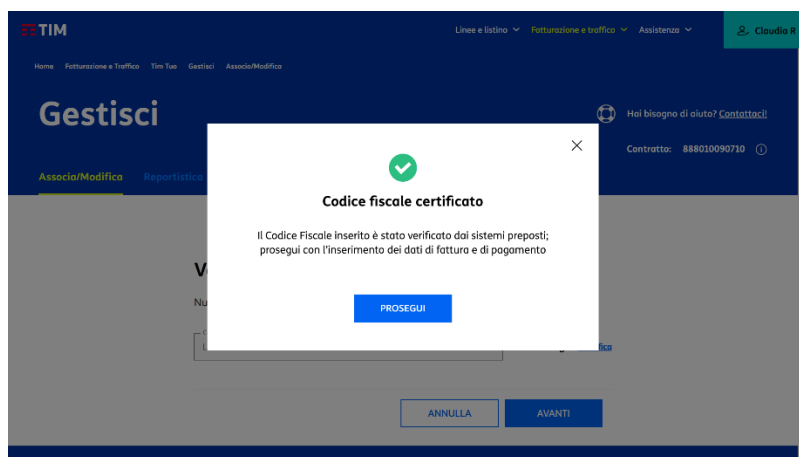 TIM
Linee e listino
Fatturazione e traffico
Assistenza
Claudia R
Home Fatturazione e Traffico Tim Tuo Gestisci Associa/Modifica
Gestisci
Hai bisogno di aiuto? Contattaci!
Contratto: 888010090710
Associa/Modifica Reportistica
Codice fiscale certificato
Il Codice Fiscale inserito è stato verificato dai sistemi preposti;
prosegui con l'inserimento dei dati di fattura e di pagamento
PROSEGUI
ANNULLA AVANTI